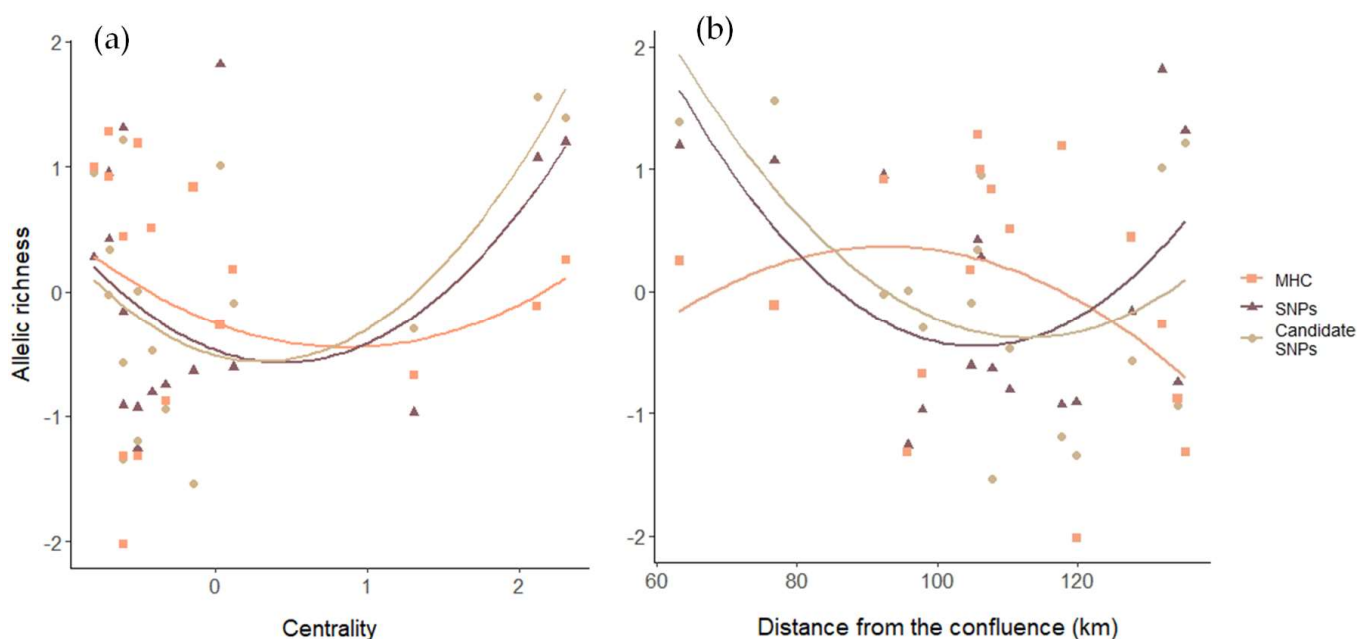 (a)
(b)
Allelic richness
2
1
0
-1
-2
0
1
2
Centrality
2
1
0
-1
-2
60
80
100
120
Distance from the confluence (km)
MHC
SNPs
Candidate
SNPs